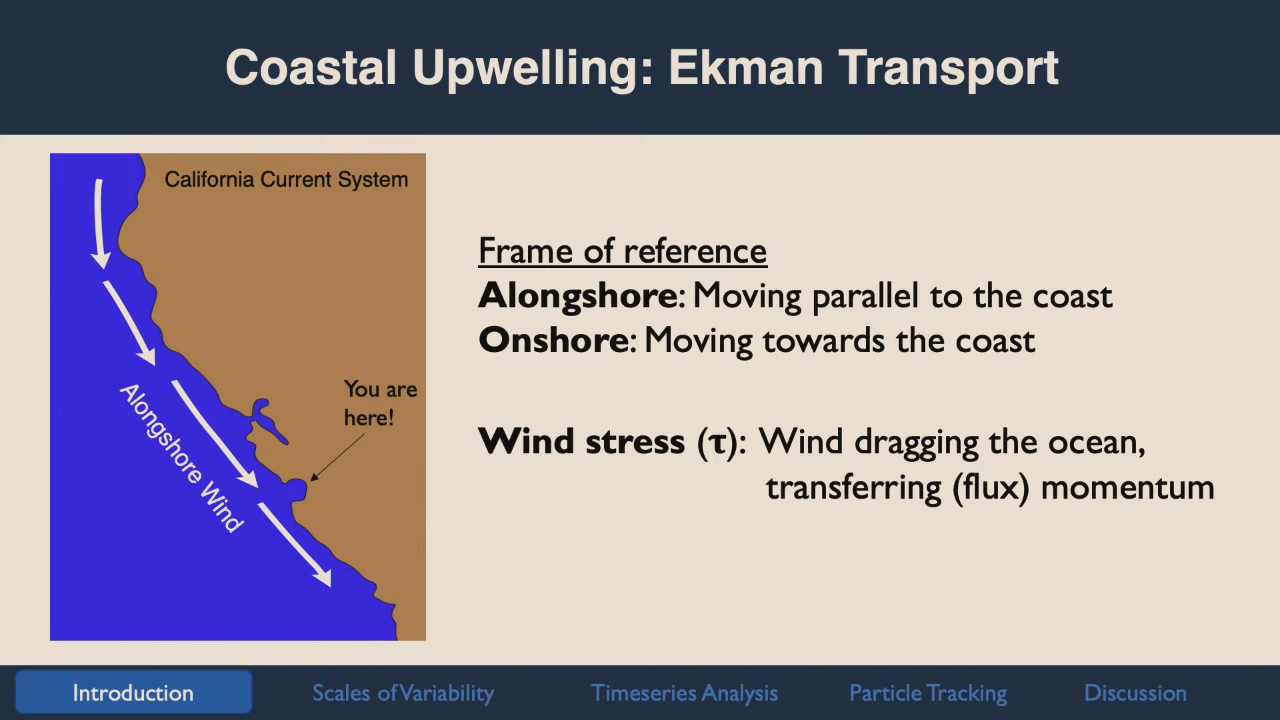 Coastal Upwelling: Ekman Transport
California Current System
You are
here!
Alongshore Wind
Frame of reference
Alongshore: Moving parallel to the coast
Onshore: Moving towards the coast
Wind stress (τ): Wind dragging the ocean,
transferring (flux) momentum
Introduction
Scales of Variability
Timeseries Analysis
Particle Tracking
Discussion